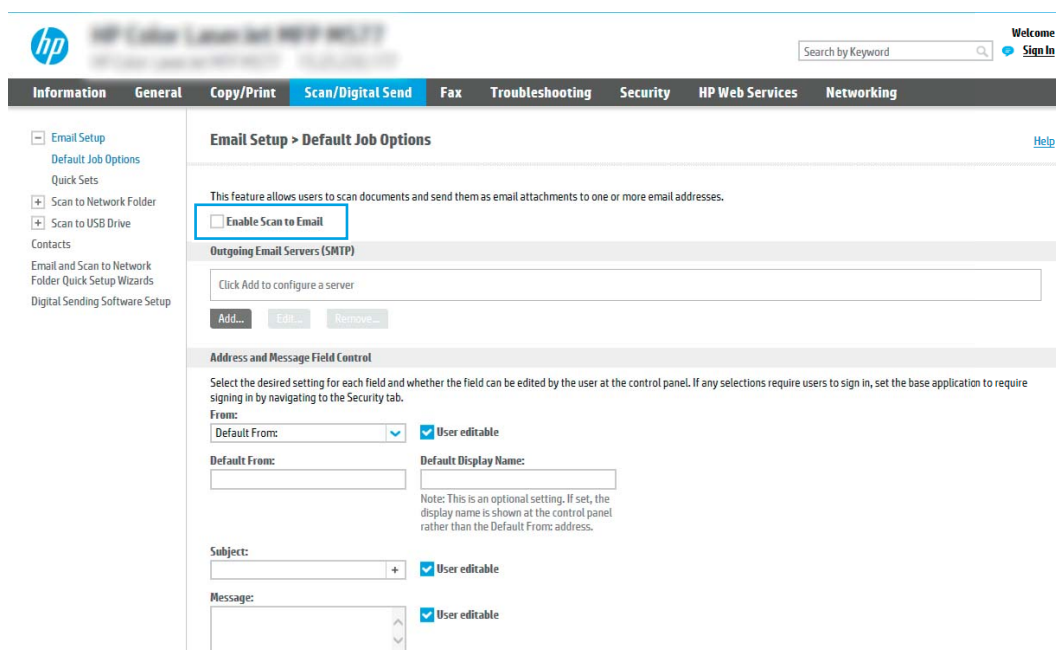 hp
Welcome
Search by Keyword
Sign In
Information General Copy/Print Scan/Digital Send Fax Troubleshooting Security HP Web Services Networking
Email Setup
Default Job Options
Quick Sets
Scan to Network Folder
Scan to USB Drive
Contacts
Email and Scan to Network
Folder Quick Setup Wizards
Digital Sending Software Setup
Email Setup > Default Job Options
Help
This feature allows users to scan documents and send them as email attachments to one or more email addresses.
Enable Scan to Email
Outgoing Email Servers (SMTP)
Click Add to configure a server
Add... Edit... Remove...
Address and Message Field Control
Select the desired setting for each field and whether the field can be edited by the user at the control panel. If any selections require users to sign in, set the base application to require
signing in by navigating to the Security tab.
From:
Default From: User editable
Default From: Default Display Name:
Note: This is an optional setting. If set, the
display name is shown at the control panel
rather than the Default From: address.
Subject:
User editable
Message:
User editable